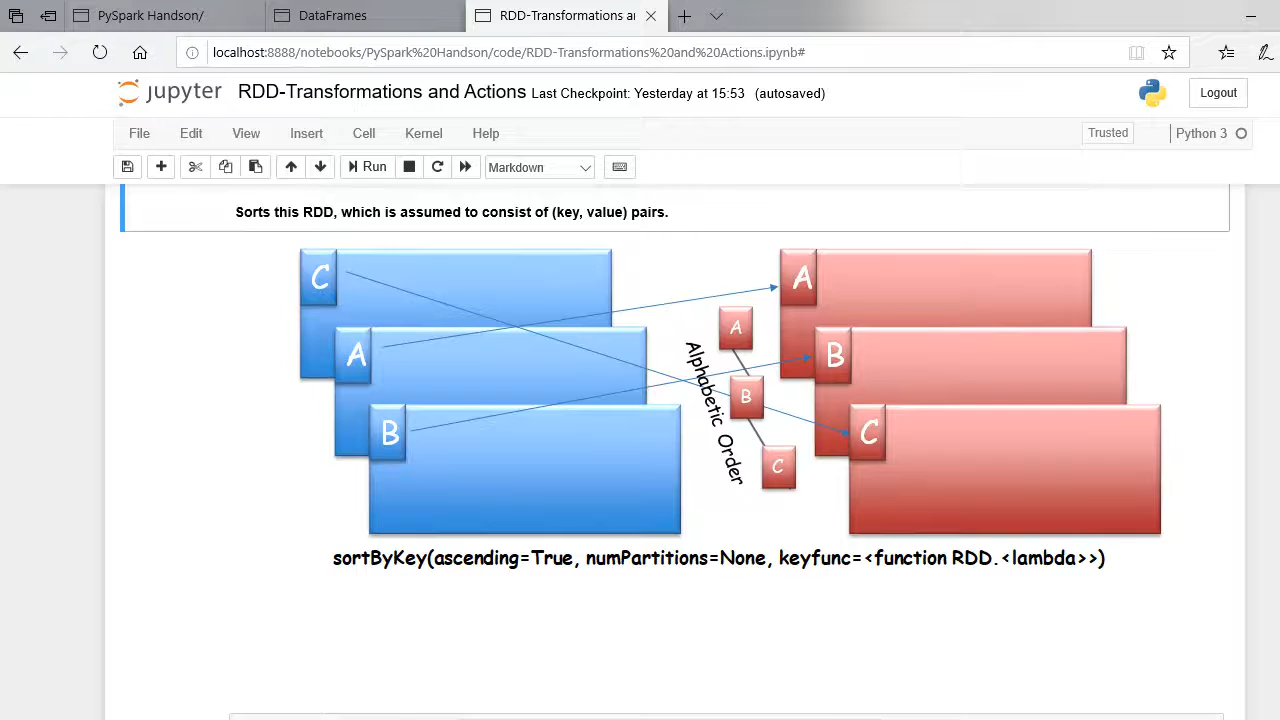 PySpark Handson/
DataFrames
RDD-Transformations ar
localhost:8888/notebooks/PySpark%20Handson/code/RDD-Transformations%20and%20Actions.ipynb#
jupyter RDD-Transformations and Actions Last Checkpoint: Yesterday at 15:53 (autosaved)
Logout
File Edit View Insert Cell Kernel Help
Trusted Python 3
Run Markdown
Sorts this RDD, which is assumed to consist of (key, value) pairs.
C
A
B
A
B
C
Alphabetic Order
A
B
C
sortByKey(ascending=True, numPartitions=None, keyfunc=<function RDD.<lambda>>)